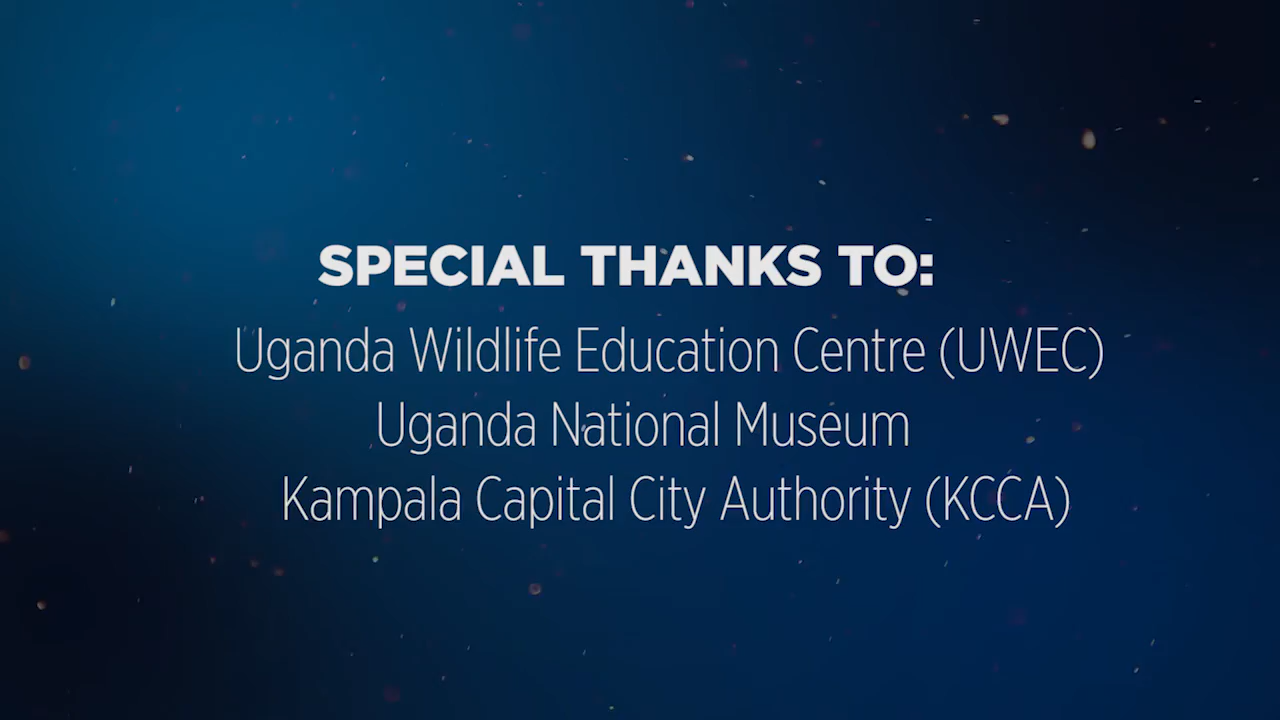 SPECIAL THANKS TO:
Uganda Wildlife Education Centre (UWEC)
Uganda National Museum
Kampala Capital City Authority (KCCA)